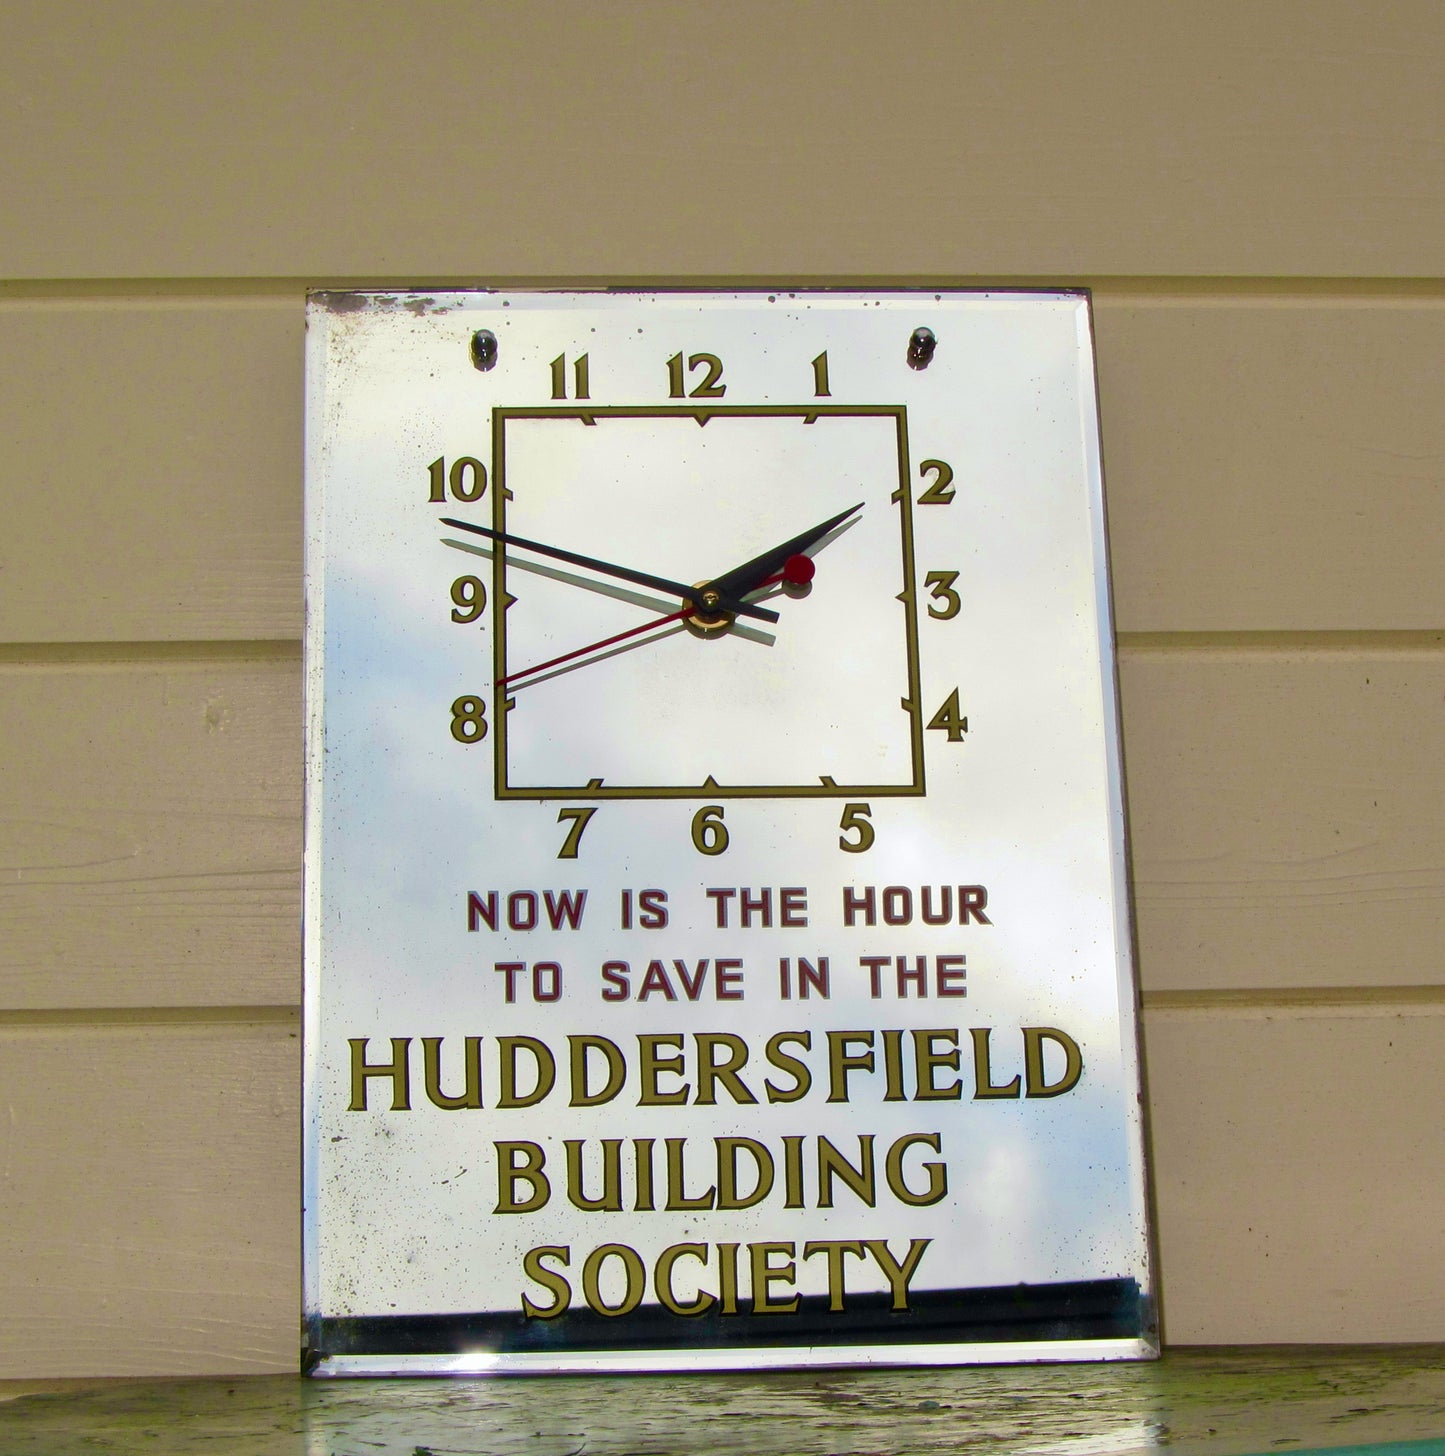 11 12 1
10 2
9 3
8 4
7 6 5
NOW IS THE HOUR
TO SAVE IN THE
HUDDERSFIELD
BUILDING
SOCIETY